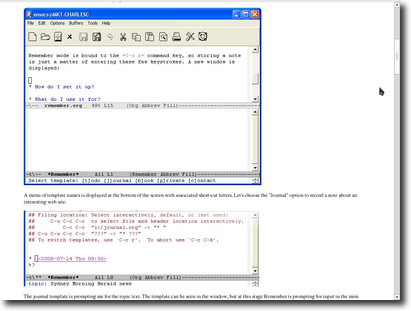 emacs@MKT-CHARLESC
File Edit Options Buffers Tools Help
Remember mode is bound to the -C-c r- command key, so storing a note
is just a matter of entering these few keystrokes. A new window is
displayed:
* How do I set it up?
* What do I use it for?
-\-- remember.org 49% L15 (Org Abbrev Fill)
-t\-- *Remember* All L1 (Remember Abbrev Fill)
Select template: [t]odo [j]ournal [b]ook [p]rivate [c]ontact
A menu of template names is displayed at the bottom of the screen with associated short cut letters. Let's choose the "Journal" option to record a note about an
interesting web site.
## Filing location: Select interactively, default, or last used:
## C-u C-c C-c to select file and header location interactively.
## C-c C-c "1:/journal.org" -> "* "
## C-u C-u C-c C-c "???" -> "* ???"
## To switch templates, use `C-c r'. To abort use `C-c C-k'.
* <2008-07-24 Thu 09:50>
%?
-t\** *Remember* All L8 (Org Abbrev Fill)
topic: Sydney Morning Herald news
The journal template is prompting me for the topic text. The template can be seen in the window, but at this stage Remember is prompting for input in the mini